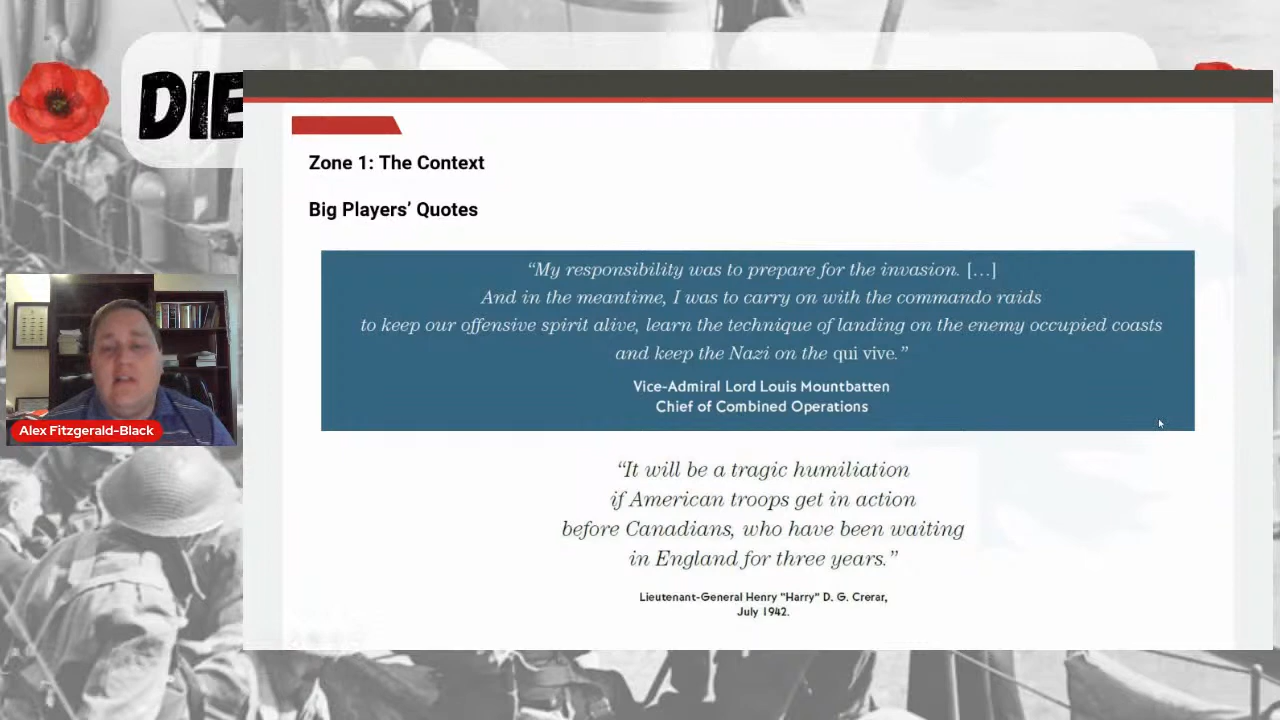 DIE
Zone 1: The Context
Big Players’ Quotes
“My responsibility was to prepare for the invasion. […]
And in the meantime, I was to carry on with the commando raids
to keep our offensive spirit alive, learn the technique of landing on the enemy occupied coasts
and keep the Nazi on the qui vive.”
Vice-Admiral Lord Louis Mountbatten
Chief of Combined Operations
“It will be a tragic humiliation
if American troops get in action
before Canadians, who have been waiting
in England for three years.”
Lieutenant-General Henry "Harry" D. G. Crerar,
July 1942.
Alex Fitzgerald-Black